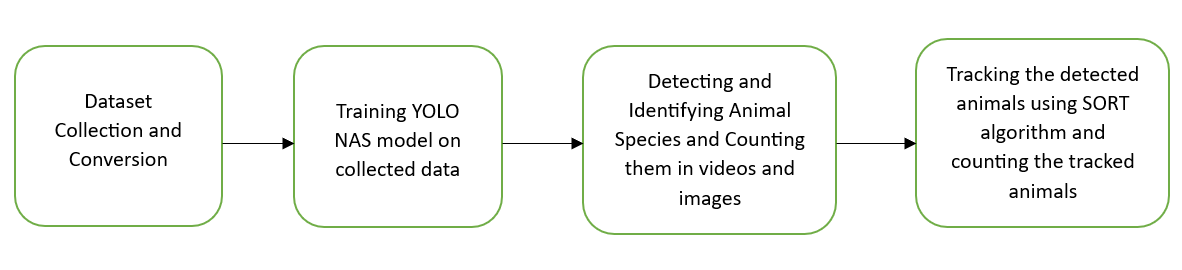 Dataset
Collection and
Conversion
Training YOLO
NAS model on
collected data
Detecting and
Identifying Animal
Species and Counting
them in videos and
images
Tracking the detected
animals using SORT
algorithm and
counting the tracked
animals